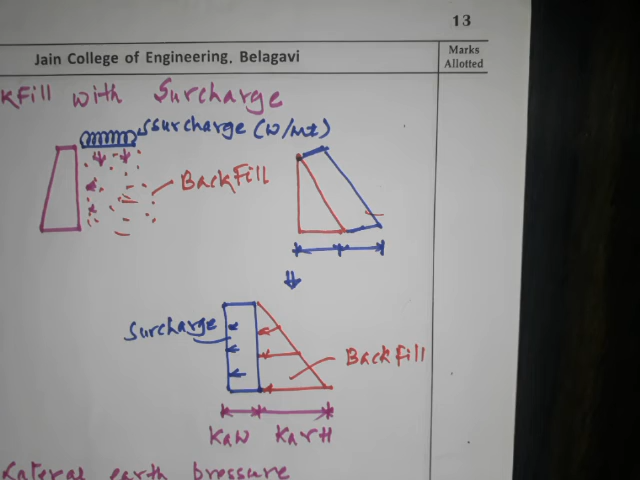 13
Jain College of Engineering, Belagavi
Marks
Allotted
kFill with Surcharge
surcharge (w/mt)
BackFill
Surcharge
BackFill
Kaw KarH
Lateral earth pressure